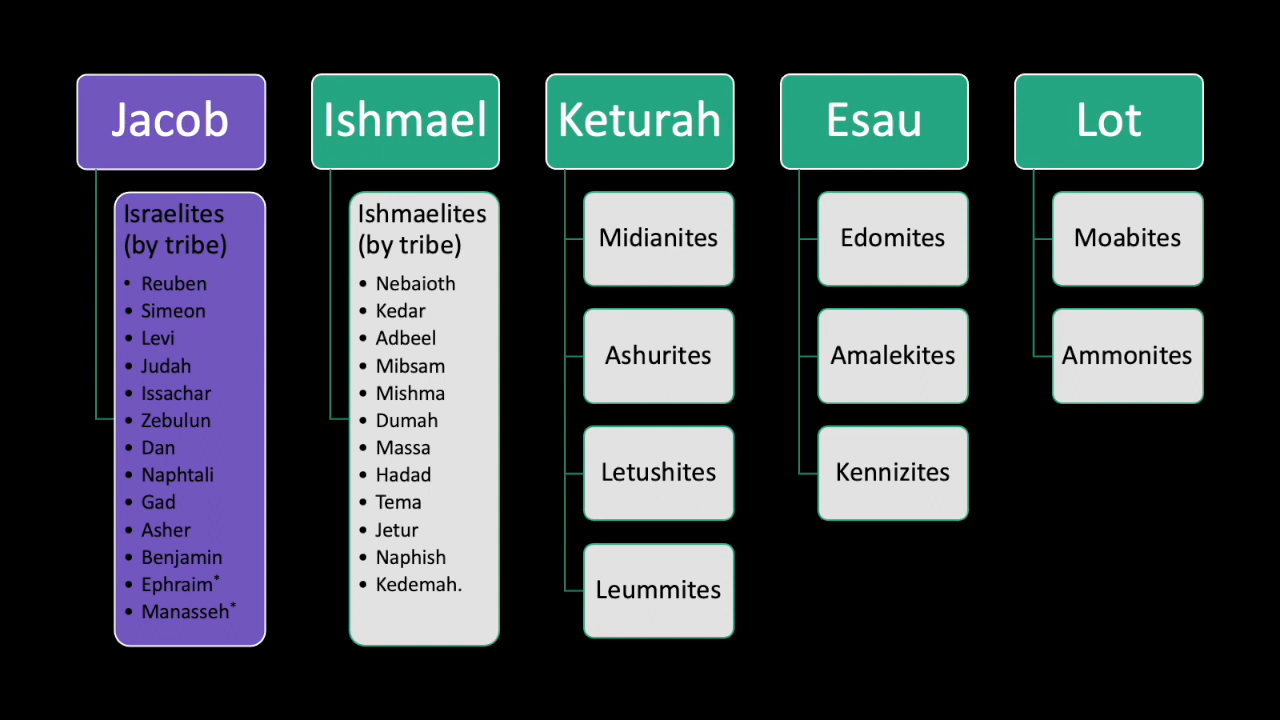 Jacob
Israelites
(by tribe)
• Reuben
• Simeon
• Levi
• Judah
• Issachar
• Zebulun
• Dan
• Naphtali
• Gad
• Asher
• Benjamin
• Ephraim*
• Manasseh*
Ishmael
Ishmaelites
(by tribe)
• Nebaioth
• Kedar
• Adbeel
• Mibsam
• Mishma
• Dumah
• Massa
• Hadad
• Tema
• Jetur
• Naphish
• Kedemah.
Keturah
Midianites
Ashurites
Letushites
Leummites
Esau
Edomites
Amalekites
Kennizites
Lot
Moabites
Ammonites